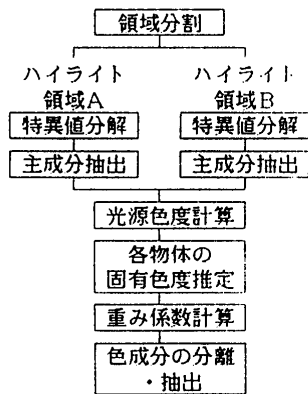 領域分割
ハイライト
領域A
ハイライト
領域B
特異値分解
特異値分解
主成分抽出
主成分抽出
光源色度計算
各物体の
固有色度推定
重み係数計算
色成分の分離
・抽出